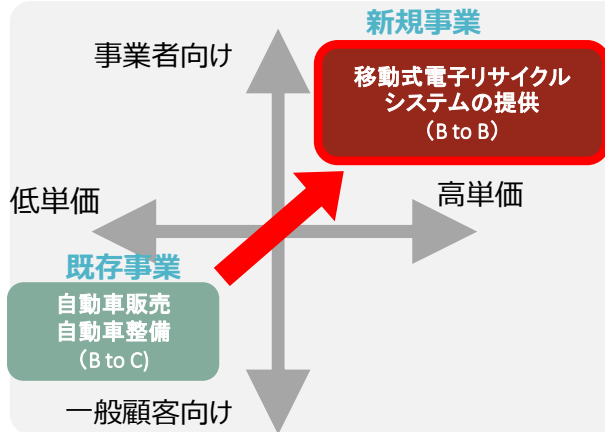 新規事業
事業者向け
移動式電子リサイクル
システムの提供
（B to B）
低単価
高単価
既存事業
自動車販売
自動車整備
（B to C)
一般顧客向け